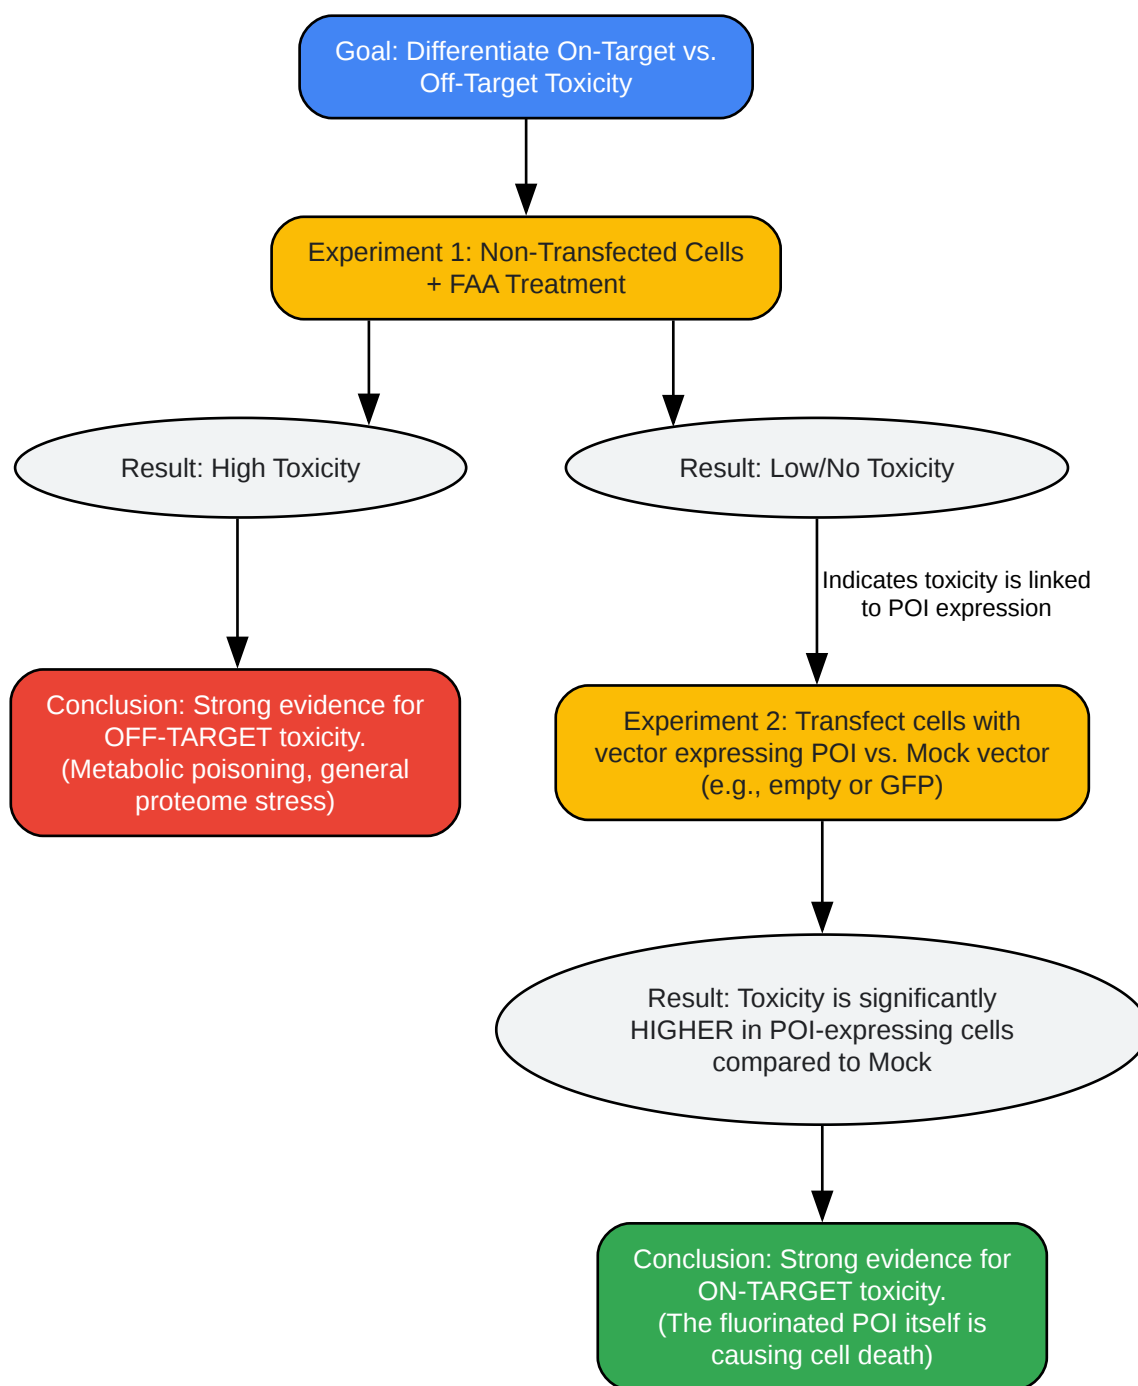 Goal: Differentiate On-Target vs.
Off-Target Toxicity
Experiment 1: Non-Transfected Cells
+ FAA Treatment
Result: High Toxicity
Result: Low/No Toxicity
Indicates toxicity is linked
to POI expression
Conclusion: Strong evidence for
OFF-TARGET toxicity.
(Metabolic poisoning, general
proteome stress)
Experiment 2: Transfect cells with
vector expressing POI vs. Mock vector
(e.g., empty or GFP)
Result: Toxicity is significantly
HIGHER in POI-expressing cells
compared to Mock
Conclusion: Strong evidence for
ON-TARGET toxicity.
(The fluorinated POI itself is
causing cell death)